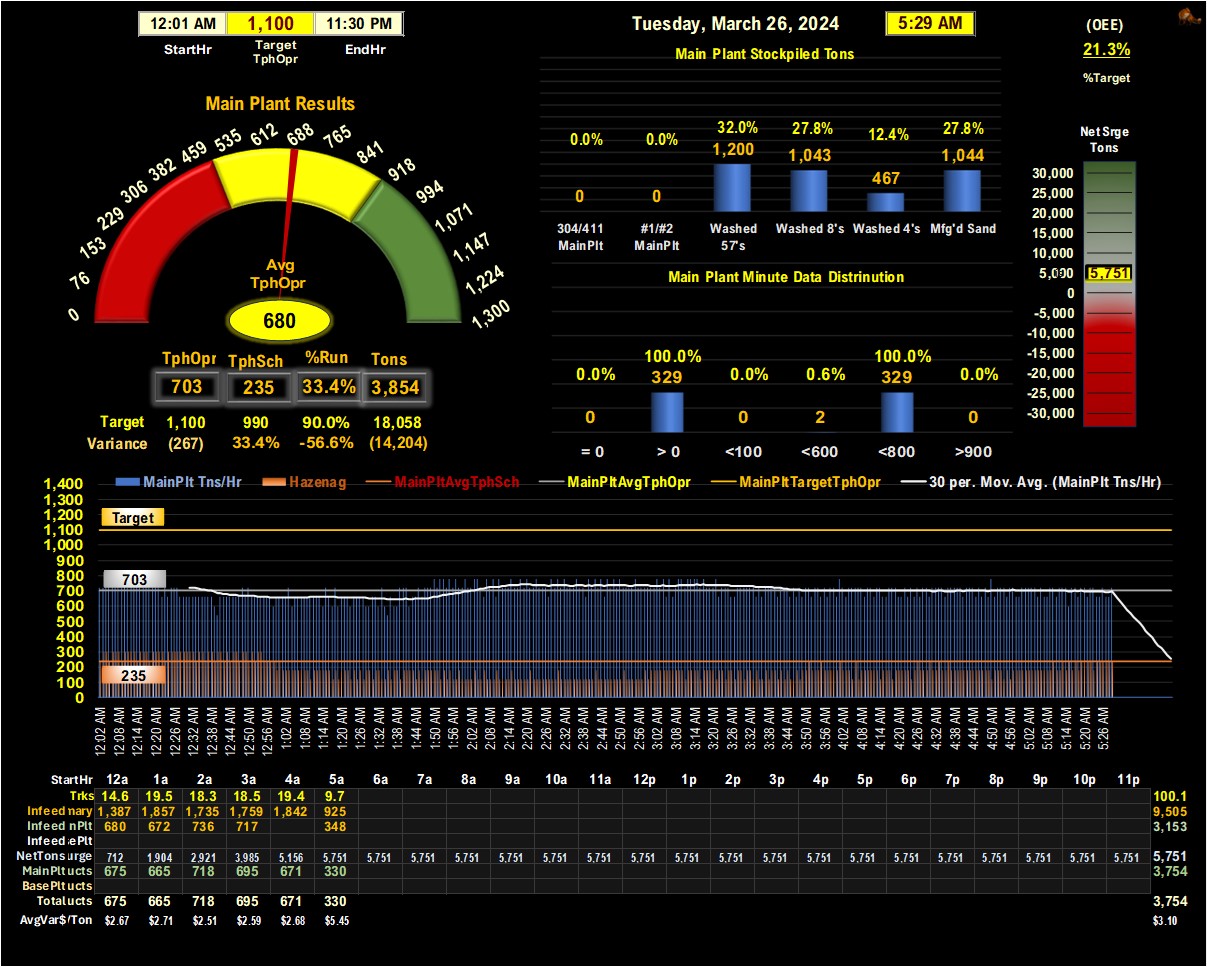 12:01 AM 1,100 11:30 PM
StartHr Target TphOpr EndHr
Tuesday, March 26, 2024 5:29 AM
(OEE)
21.3%
%Target
Main Plant Results
0 76 153 229 306 382 459 535 612 688 765 841 918 994 1,071 1,147 1,224 1,300
Avg
TphOpr
680
TphOpr TphSch %Run Tons
703 235 33.4% 3,854
Target 1,100 990 90.0% 18,058
Variance (267) 33.4% -56.6% (14,204)
Main Plant Stockpiled Tons
0.0% 0.0% 32.0% 27.8% 12.4% 27.8%
0 0 1,200 1,043 467 1,044
304/411 MainPlt #1/#2 MainPlt Washed 57's Washed 8's Washed 4's Mfg'd Sand
Main Plant Minute Data Distrinution
0.0% 100.0% 0.0% 0.6% 100.0% 0.0%
0 329 0 2 329 0
= 0 > 0 <100 <600 <800 >900
Net Srge
Tons
30,000
25,000
20,000
15,000
10,000
5,000 5.751
0
-5,000
-10,000
-15,000
-20,000
-25,000
-30,000
MainPlt Tns/Hr Hazenag MainPltAvgTphSch MainPltAvgTphOpr MainPltTargetTphOpr 30 per. Mov. Avg. (MainPlt Tns/Hr)
1,400
1,300
1,200
1,100
1,000
900
800
700
600
500
400
300
200
100
0
Target
703
235
12:02 AM 12:08 AM 12:14 AM 12:20 AM 12:26 AM 12:32 AM 12:38 AM 12:44 AM 12:50 AM 12:56 AM 1:02 AM 1:08 AM 1:14 AM 1:20 AM 1:26 AM 1:32 AM 1:38 AM 1:44 AM 1:50 AM 1:56 AM 2:02 AM 2:08 AM 2:14 AM 2:20 AM 2:26 AM 2:32 AM 2:38 AM 2:44 AM 2:50 AM 2:56 AM 3:02 AM 3:08 AM 3:14 AM 3:20 AM 3:26 AM 3:32 AM 3:38 AM 3:44 AM 3:50 AM 3:56 AM 4:02 AM 4:08 AM 4:14 AM 4:20 AM 4:26 AM 4:32 AM 4:38 AM 4:44 AM 4:50 AM 4:56 AM 5:02 AM 5:08 AM 5:14 AM 5:20 AM 5:26 AM
StartHr 12a 1a 2a 3a 4a 5a 6a 7a 8a 9a 10a 11a 12p 1p 2p 3p 4p 5p 6p 7p 8p 9p 10p 11p
Trks 14.6 19.5 18.3 18.5 19.4 9.7 100.1
Infeed mary 1,387 1,857 1,735 1,759 1,842 925 9,505
Infeed nPlt 680 672 736 717 348 3,153
Infeed ePlt
NetTons urge 712 1,904 2,921 3,985 5,156 5,751 5,751 5,751 5,751 5,751 5,751 5,751 5,751 5,751 5,751 5,751 5,751 5,751 5,751 5,751 5,751 5,751 5,751 5,751 5,751
MainPlt ucts 675 665 718 695 671 330 3,754
BasePlt ucts
Total ucts 675 665 718 695 671 330 3,754
AvgVar$/Ton $2.67 $2.71 $2.51 $2.59 $2.68 $5.45 $3.10